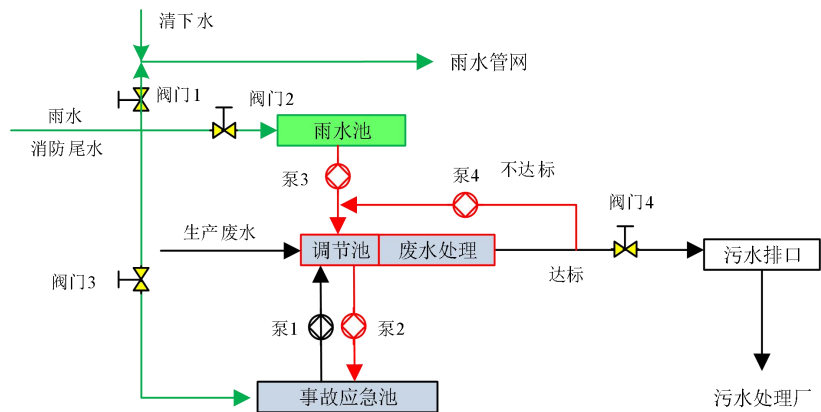 清下水
雨水管网
阀门1
阀门2
雨水
消防尾水
雨水池
泵3
泵4
不达标
阀门4
生产废水
调节池
废水处理
达标
污水排口
阀门3
泵1
泵2
事故应急池
污水处理厂